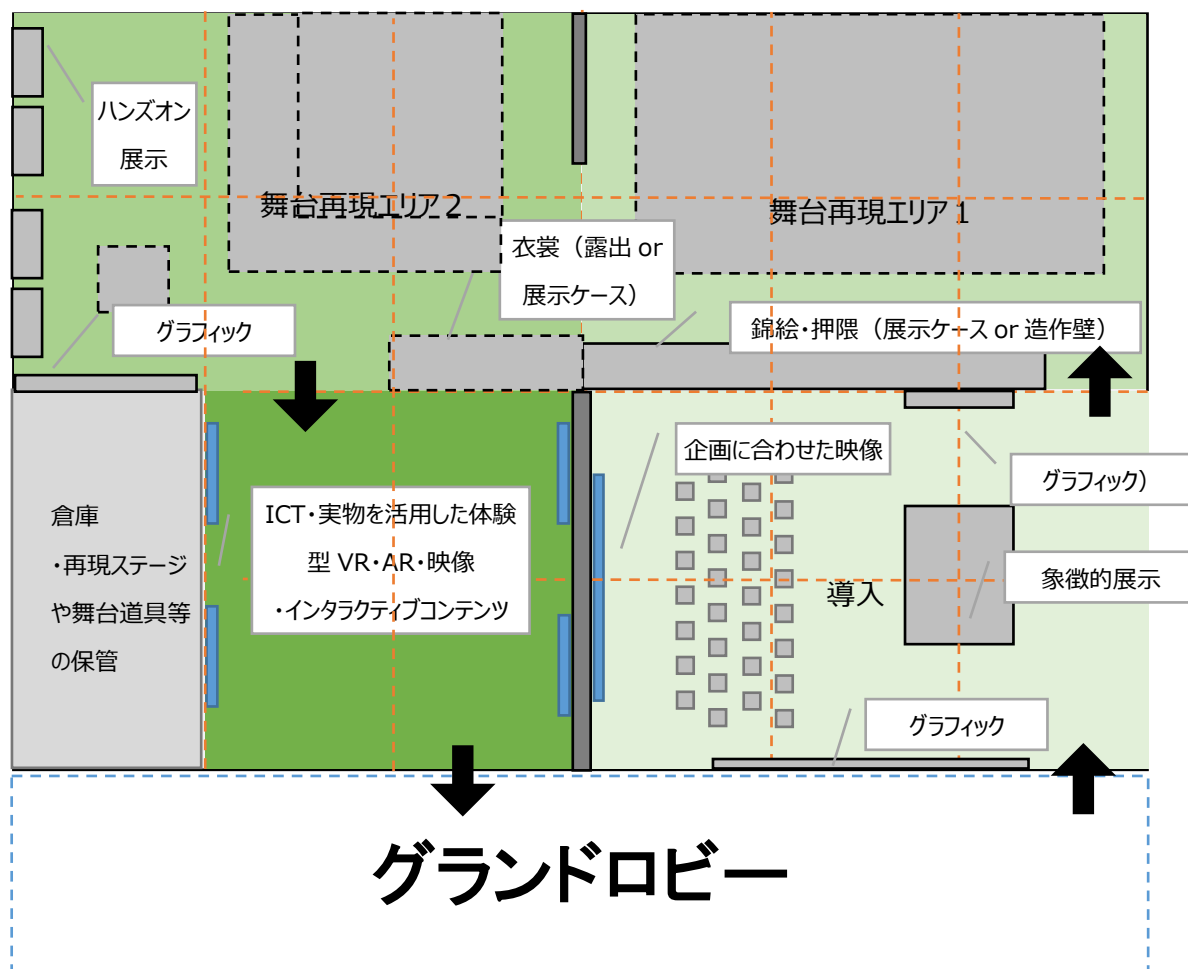 ハンズオン
展示
舞台再現エリア２
舞台再現エリア１
衣裳（露出 or
展示ケース）
グラフィック
錦絵・押隈（展示ケース or 造作壁）
企画に合わせた映像
グラフィック）
倉庫
・再現ステージ
や舞台道具等
の保管
ICT・実物を活用した体験
型 VR・AR・映像
・インタラクティブコンテンツ
導入
象徴的展示
グラフィック
グランドロビー